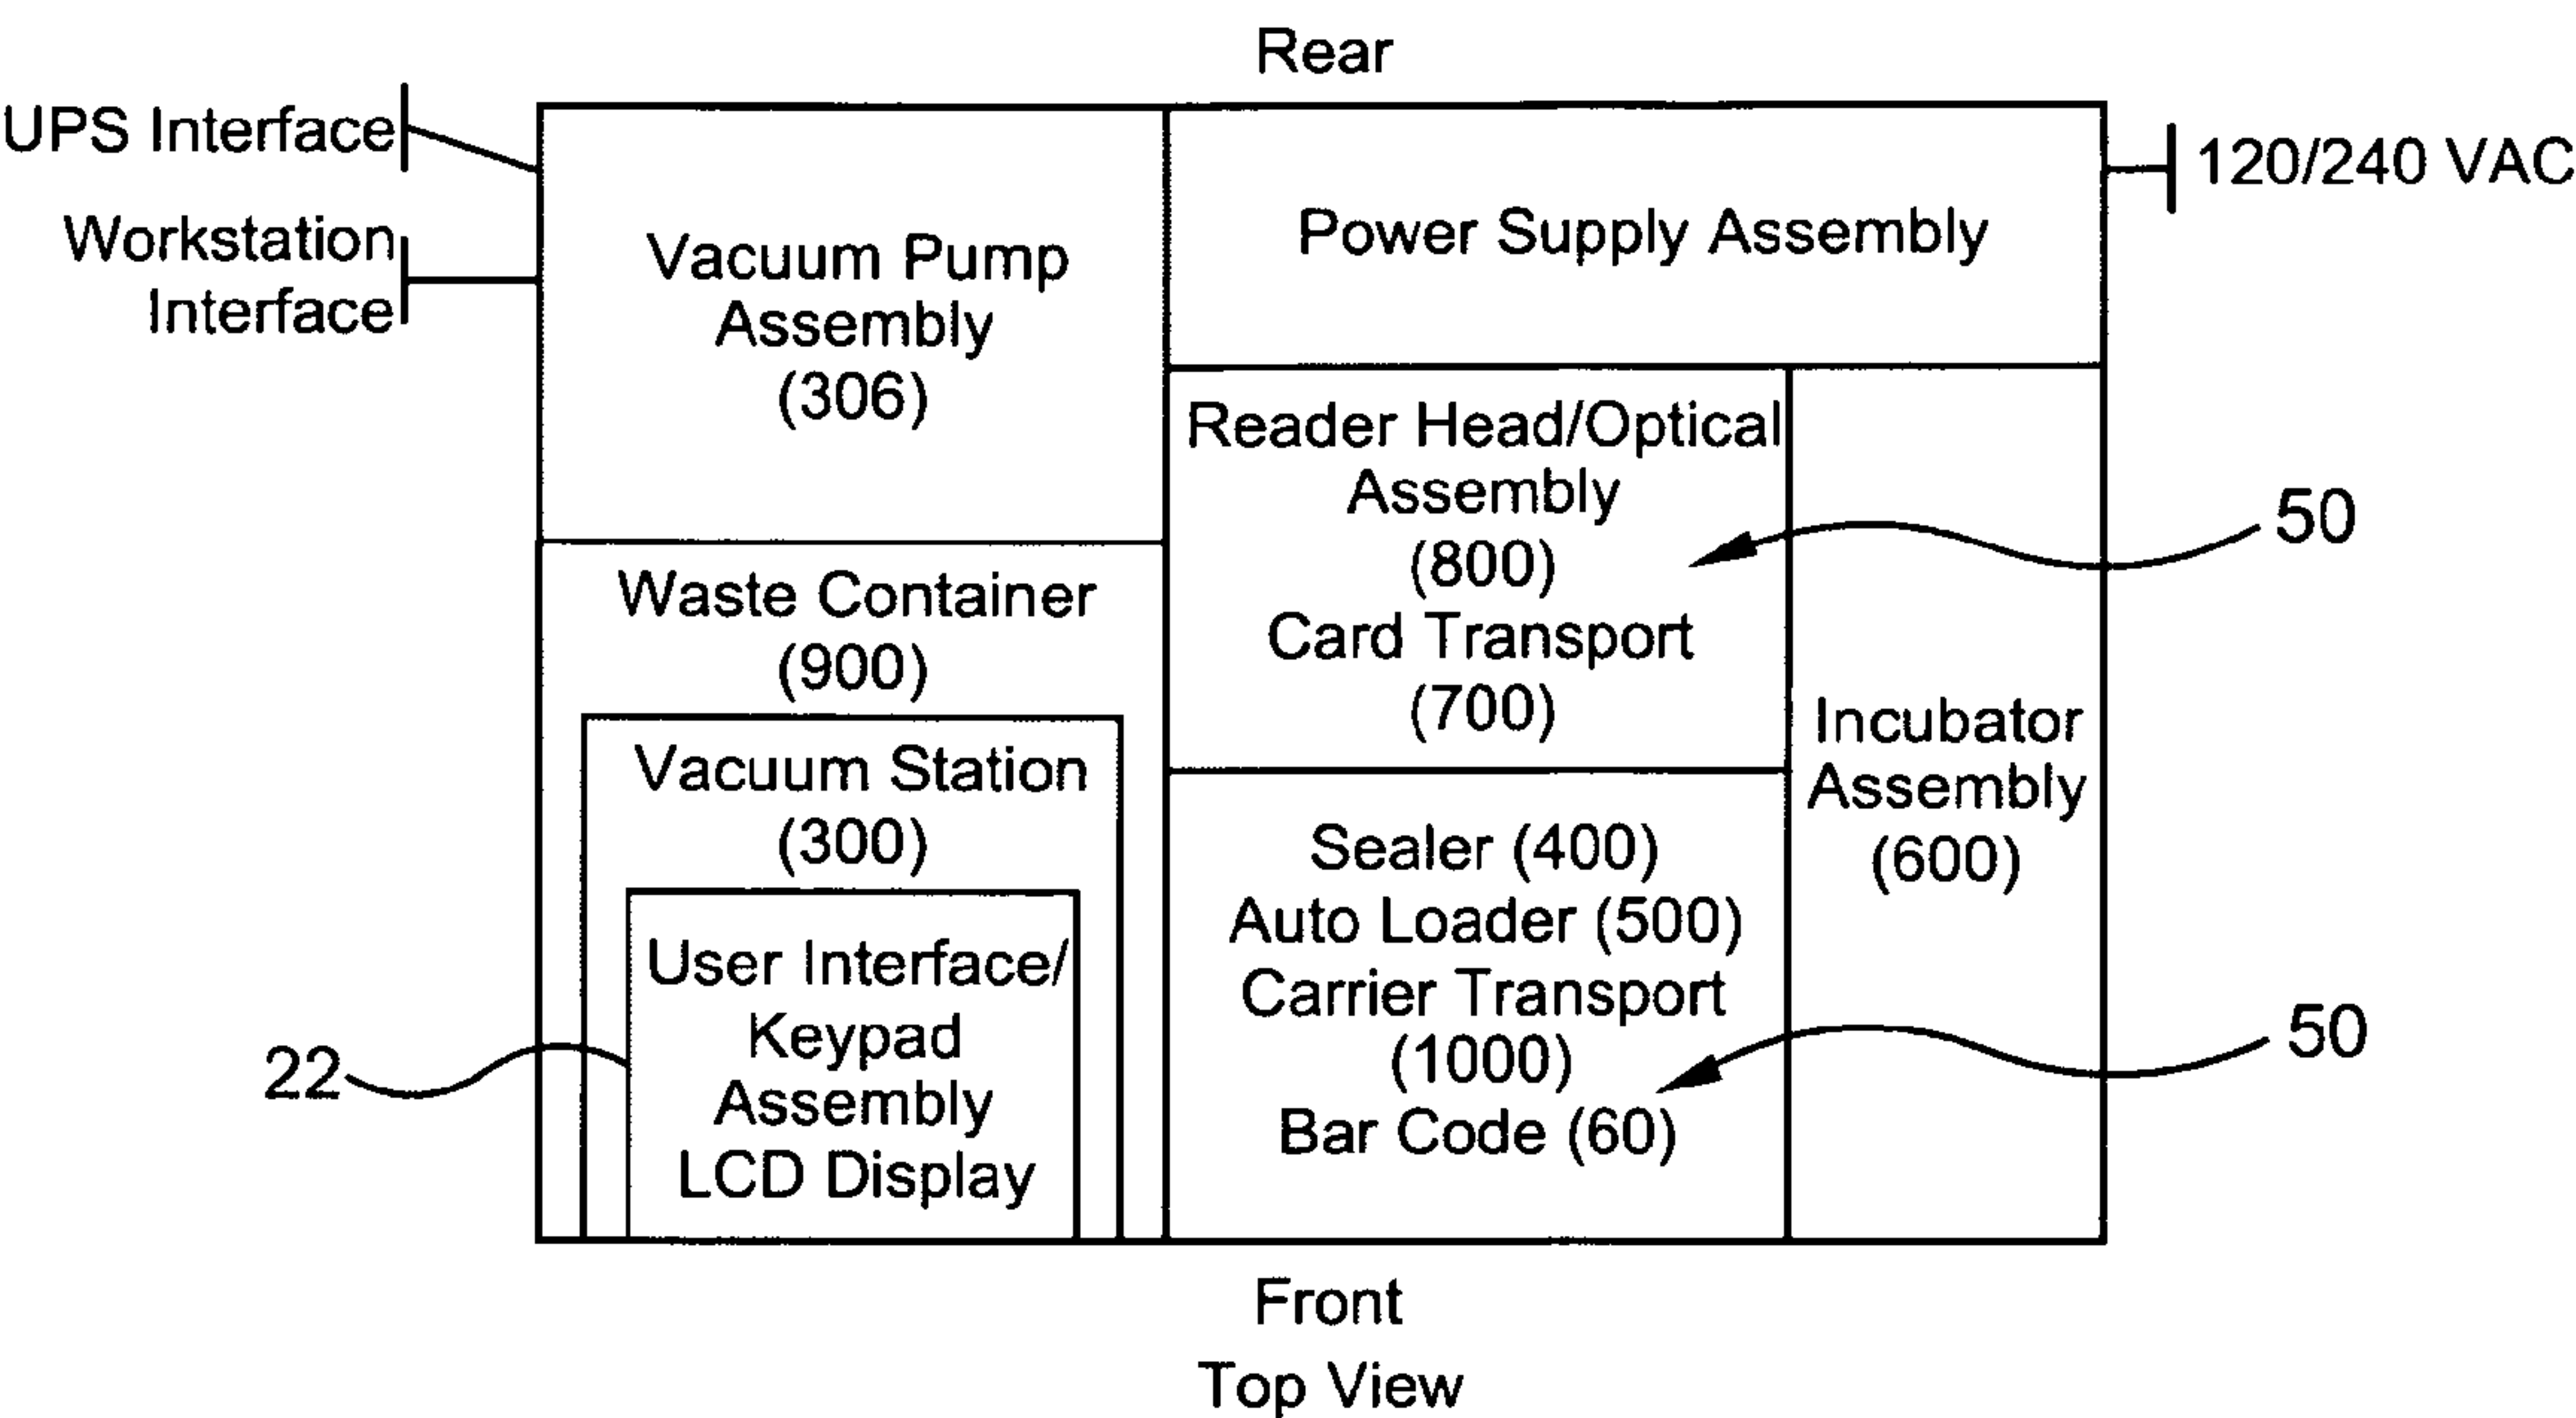 Rear
UPS Interface
Workstation
Interface
120/240 VAC
Vacuum Pump
Assembly
(306)
Power Supply Assembly
Reader Head/Optical
Assembly
(800)
Card Transport
(700)
50
Waste Container
(900)
Vacuum Station
(300)
User Interface/
Keypad
Assembly
LCD Display
22
Incubator
Assembly
(600)
Sealer (400)
Auto Loader (500)
Carrier Transport
(1000)
Bar Code (60)
50
Front
Top View